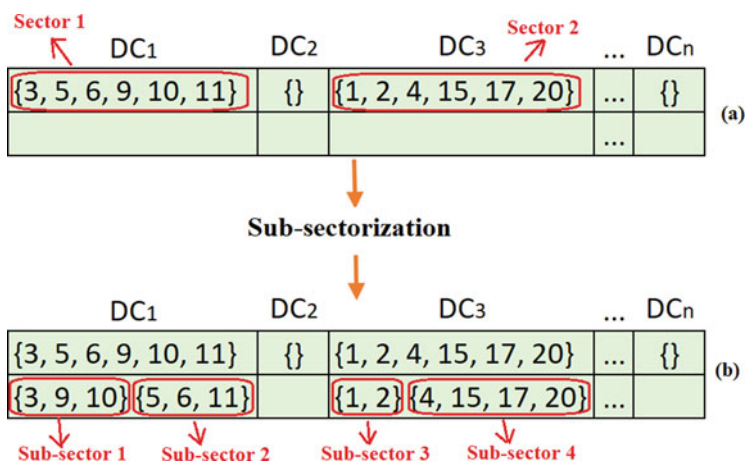 Sector 1
Sector 2
DC1 DC2 DC3 ... DCn
{3, 5, 6, 9, 10, 11} {} {1, 2, 4, 15, 17, 20} ... {}
(a)
...
Sub-sectorization
DC1 DC2 DC3 ... DCn
{3, 5, 6, 9, 10, 11} {} {1, 2, 4, 15, 17, 20} ... {}
(b)
{3, 9, 10} {5, 6, 11} {1, 2} {4, 15, 17, 20} ...
Sub-sector 1 Sub-sector 2 Sub-sector 3 Sub-sector 4